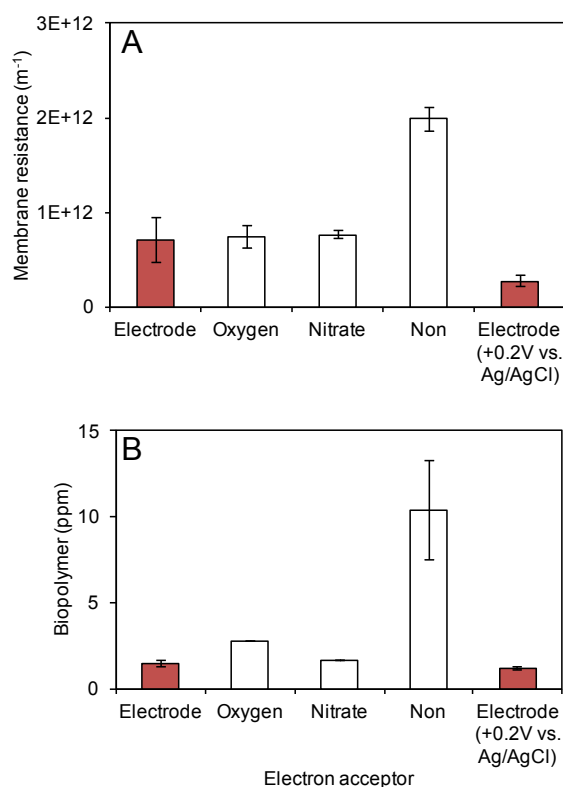 A
Membrane resistance (m⁻¹)
3E+12
2E+12
1E+12
0
Electrode Oxygen Nitrate Non Electrode
(+0.2V vs.
Ag/AgCl)
B
Biopolymer (ppm)
15
10
5
0
Electrode Oxygen Nitrate Non Electrode
(+0.2V vs.
Ag/AgCl)
Electron acceptor